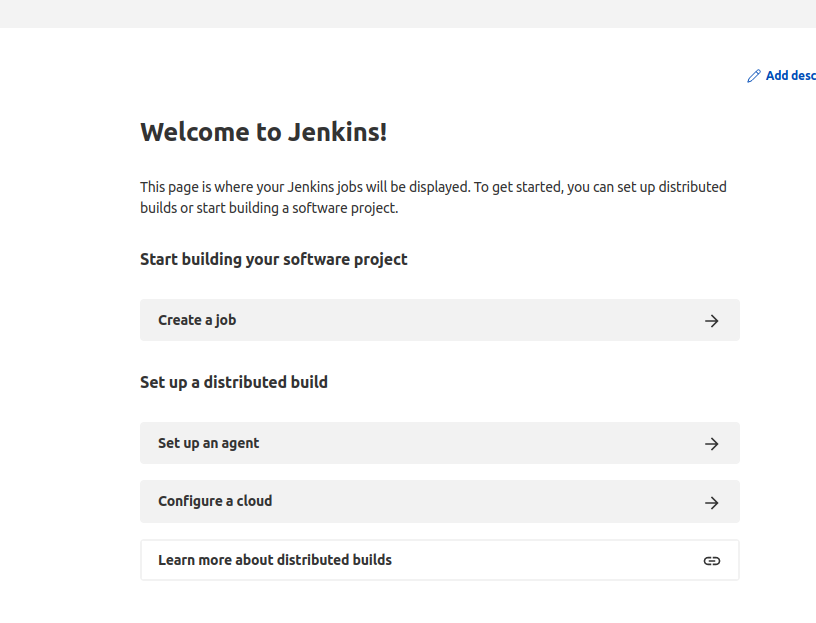 Add desc
Welcome to Jenkins!
This page is where your Jenkins jobs will be displayed. To get started, you can set up distributed
builds or start building a software project.
Start building your software project
Create a job
Set up a distributed build
Set up an agent
Configure a cloud
Learn more about distributed builds